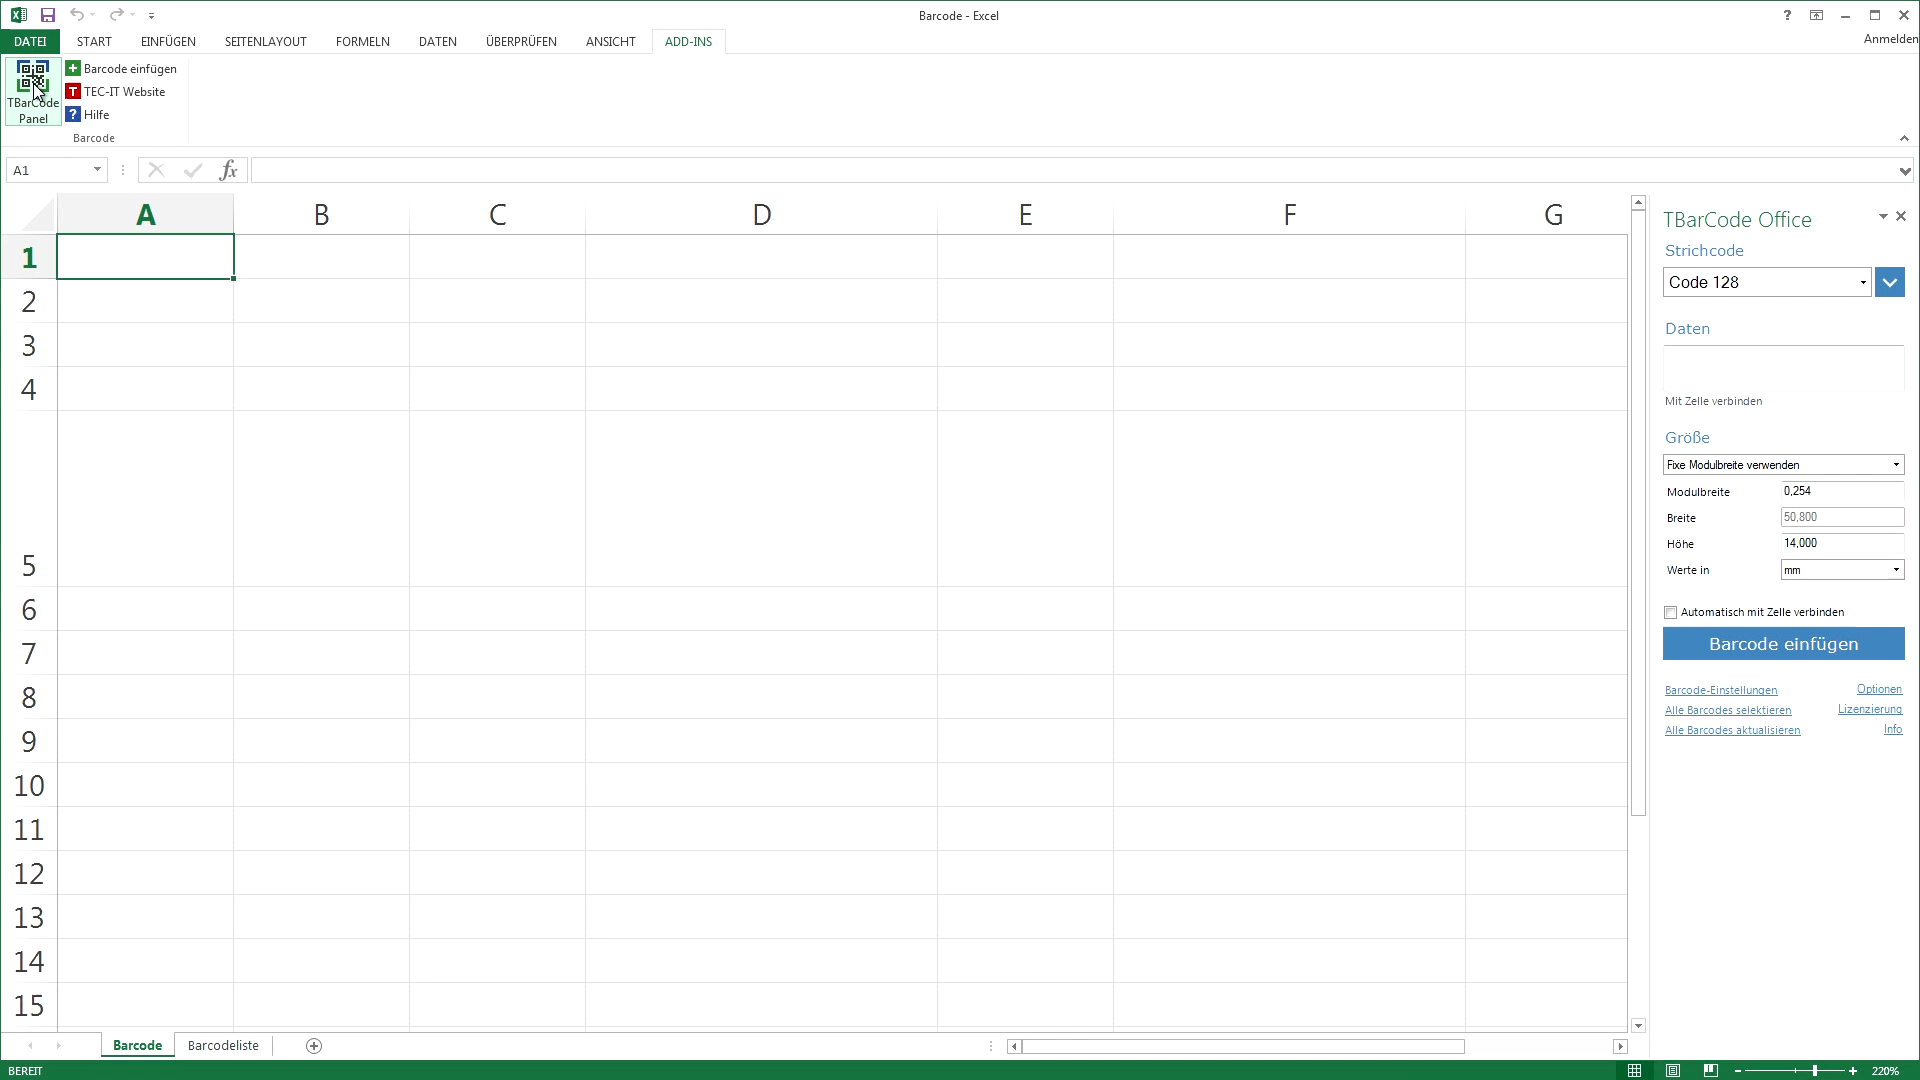 Barcode - Excel
?
DATEI START EINFÜGEN SEITENLAYOUT FORMELN DATEN ÜBERPRÜFEN ANSICHT ADD-INS Anmelden
TBarCode
Panel
Barcode einfügen
T TEC-IT Website
? Hilfe
Barcode
A1
fx
A B C D E F G
1
2
3
4
5
6
7
8
9
10
11
12
13
14
15
TBarCode Office
Strichcode
Code 128
Daten
Mit Zelle verbinden
Größe
Fixe Modulbreite verwenden
Modulbreite 0,254
Breite 50,800
Höhe 14,000
Werte in mm
Automatisch mit Zelle verbinden
Barcode einfügen
Barcode-Einstellungen Optionen
Alle Barcodes selektieren Lizenzierung
Alle Barcodes aktualisieren Info
Barcode Barcodeliste
BEREIT 220%